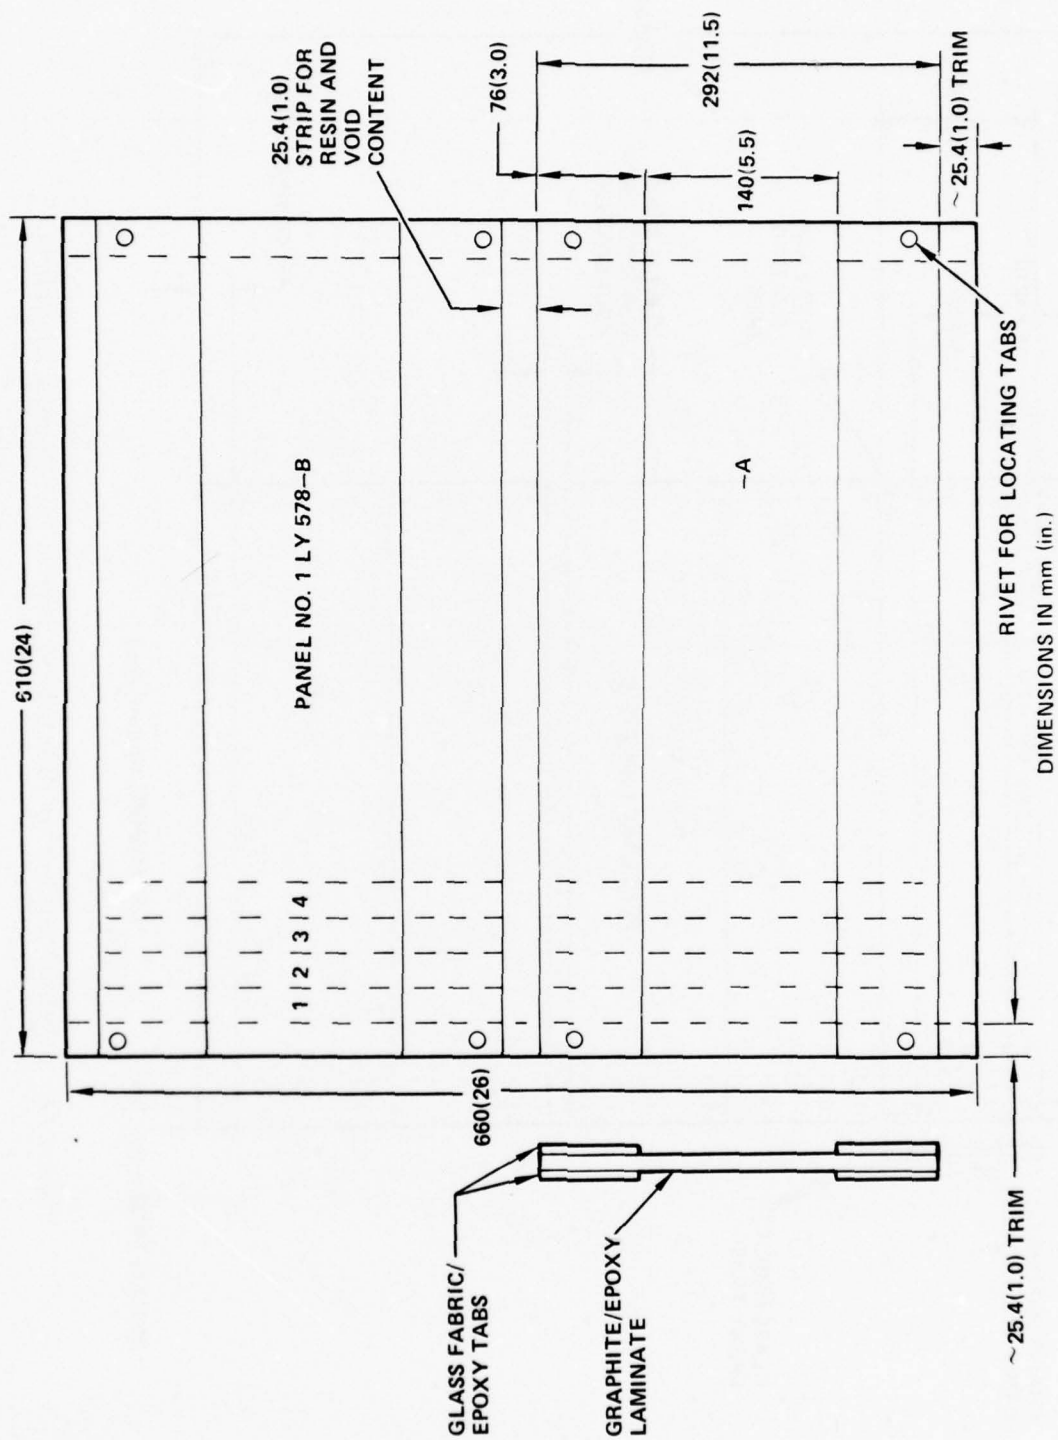 610(24)
25.4(1.0)
STRIP FOR
RESIN AND
VOID
CONTENT
76(3.0)
292(11.5)
140(5.5)
~25.4(1.0) TRIM
PANEL NO. 1 LY 578–B
–A
1 2 3 4
660(26)
GLASS FABRIC/
EPOXY TABS
GRAPHITE/EPOXY
LAMINATE
~25.4(1.0) TRIM
RIVET FOR LOCATING TABS
DIMENSIONS IN mm (in.)